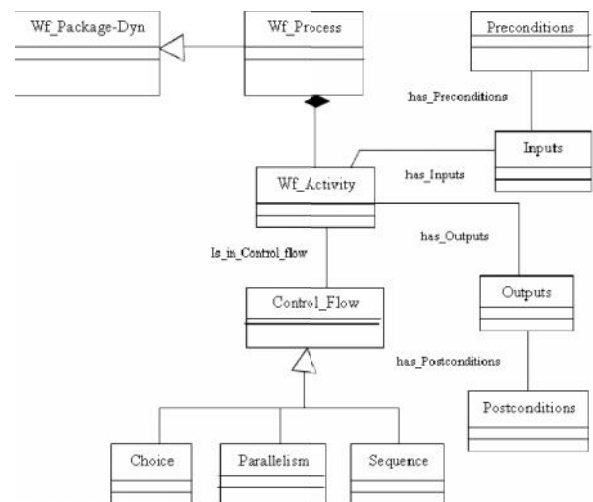 Wf_Package-Dyn
Wf_Process
Preconditions
has_Preconditions
Inputs
has_Inputs
Wf_Activity
has_Outputs
Is_in_Control_flow
Outputs
Control_Flow
has_Postconditions
Postconditions
Choice
Parallelism
Sequence